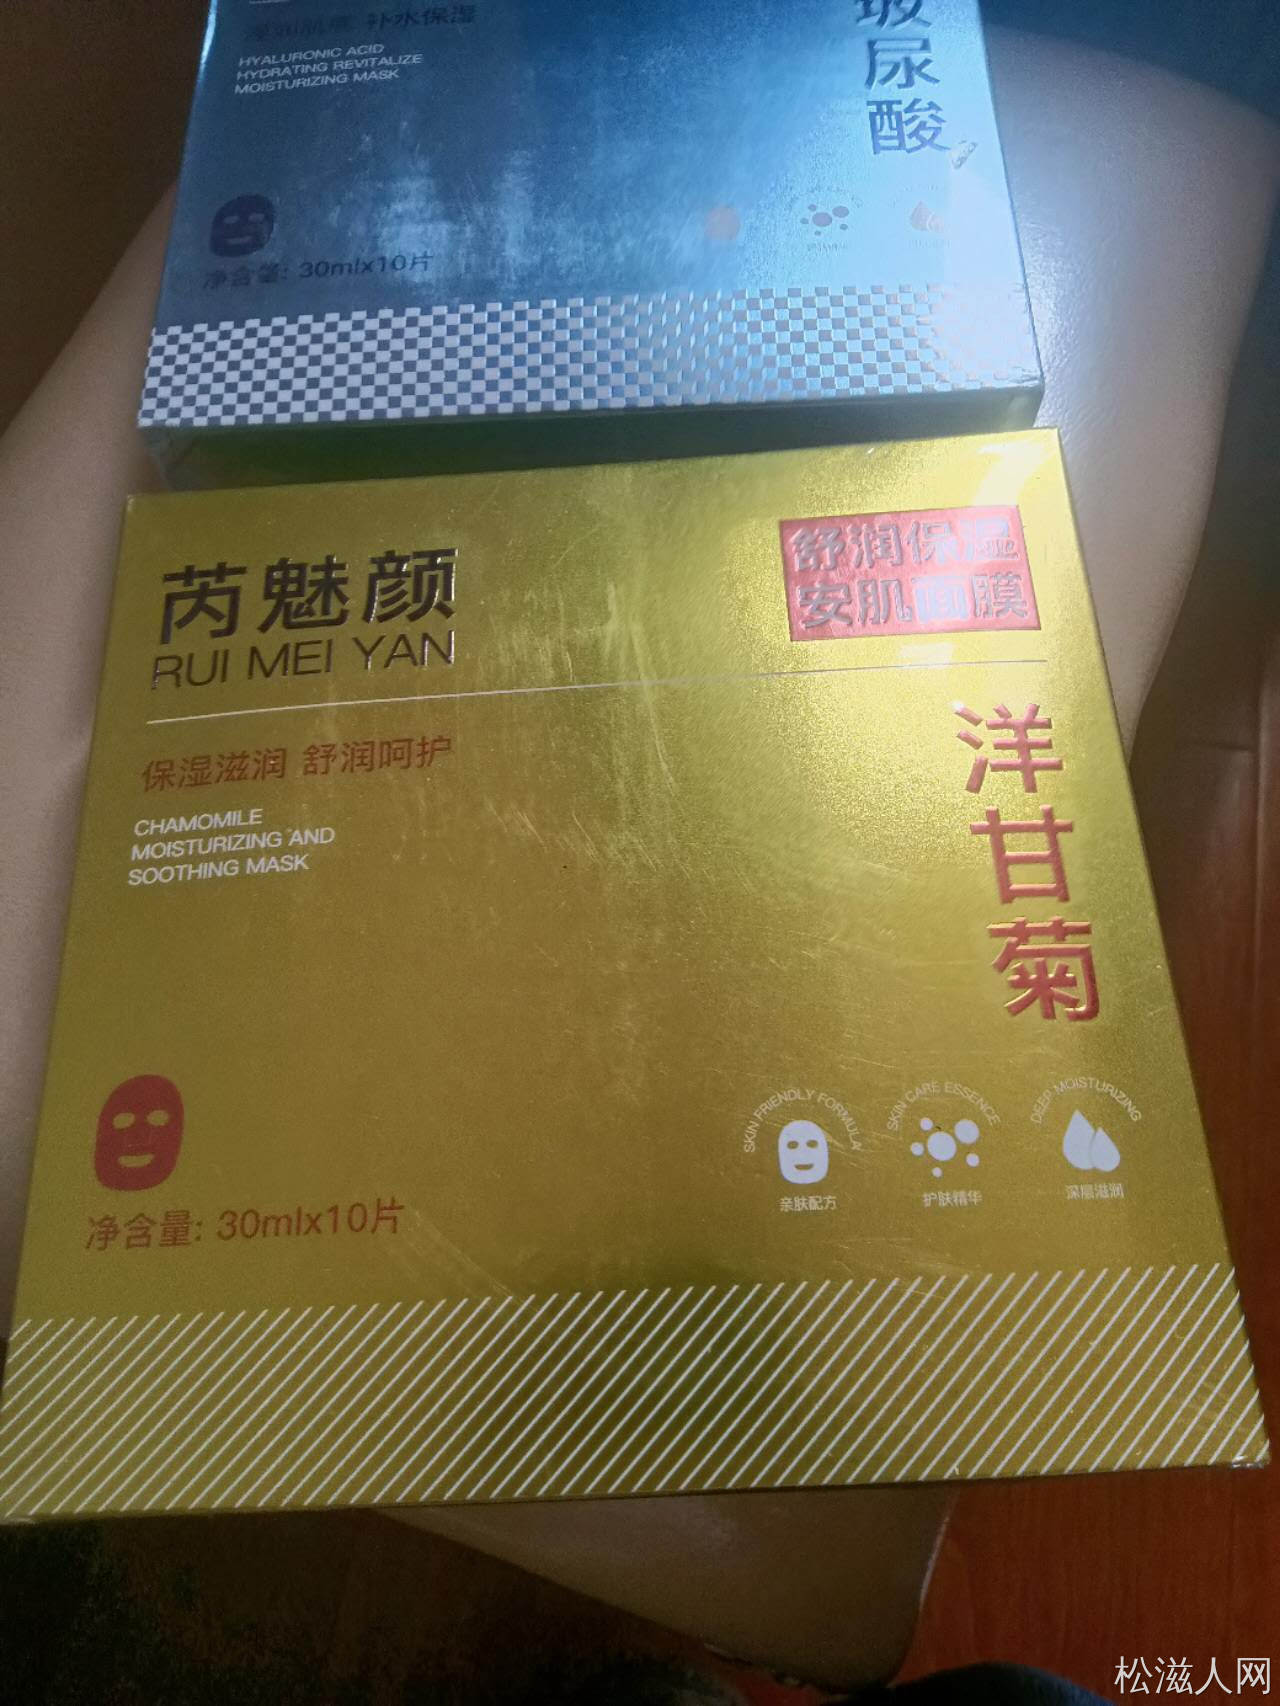 补水保湿
HYALURONIC ACID
HYDRATING REVITALIZE
MOISTURIZING MASK
玻尿酸
净含量: 30mlx10片
芮魅颜
RUI MEI YAN
舒润保湿
安肌面膜
保湿滋润 舒润呵护
CHAMOMILE
MOISTURIZING AND
SOOTHING MASK
洋甘菊
SKIN FRIENDLY FORMULA
亲肤配方
SKIN CARE ESSENCE
护肤精华
DEEP MOISTURIZING
深层滋润
净含量: 30mlx10片
松滋人网